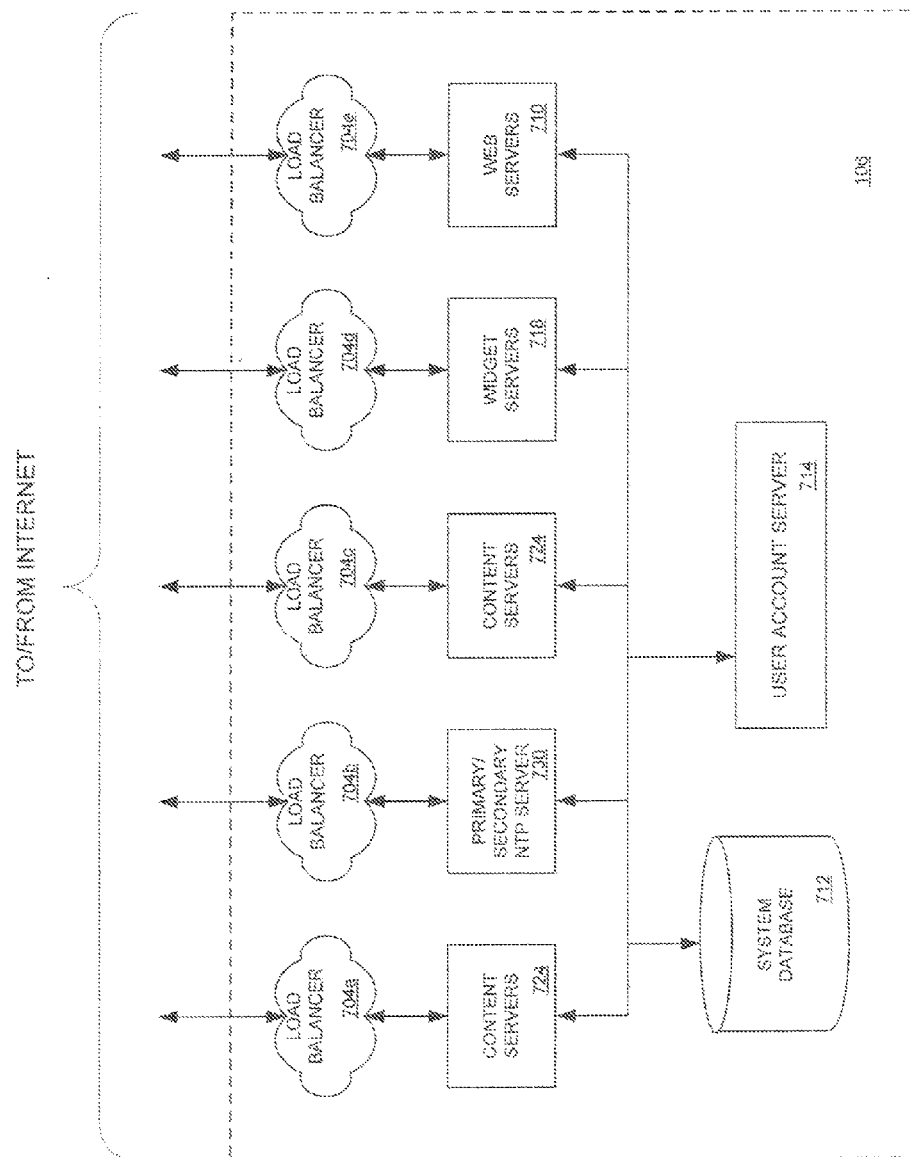 TO/FROM INTERNET
LOAD
BALANCER
704a
LOAD
BALANCER
704b
LOAD
BALANCER
704c
LOAD
BALANCER
704d
LOAD
BALANCER
704e
CONTENT
SERVERS
724
PRIMARY/
SECONDARY
NTP SERVER
730
CONTENT
SERVERS
724
WIDGET
SERVERS
718
WEB
SERVERS
710
SYSTEM
DATABASE
712
USER ACCOUNT SERVER
714
106